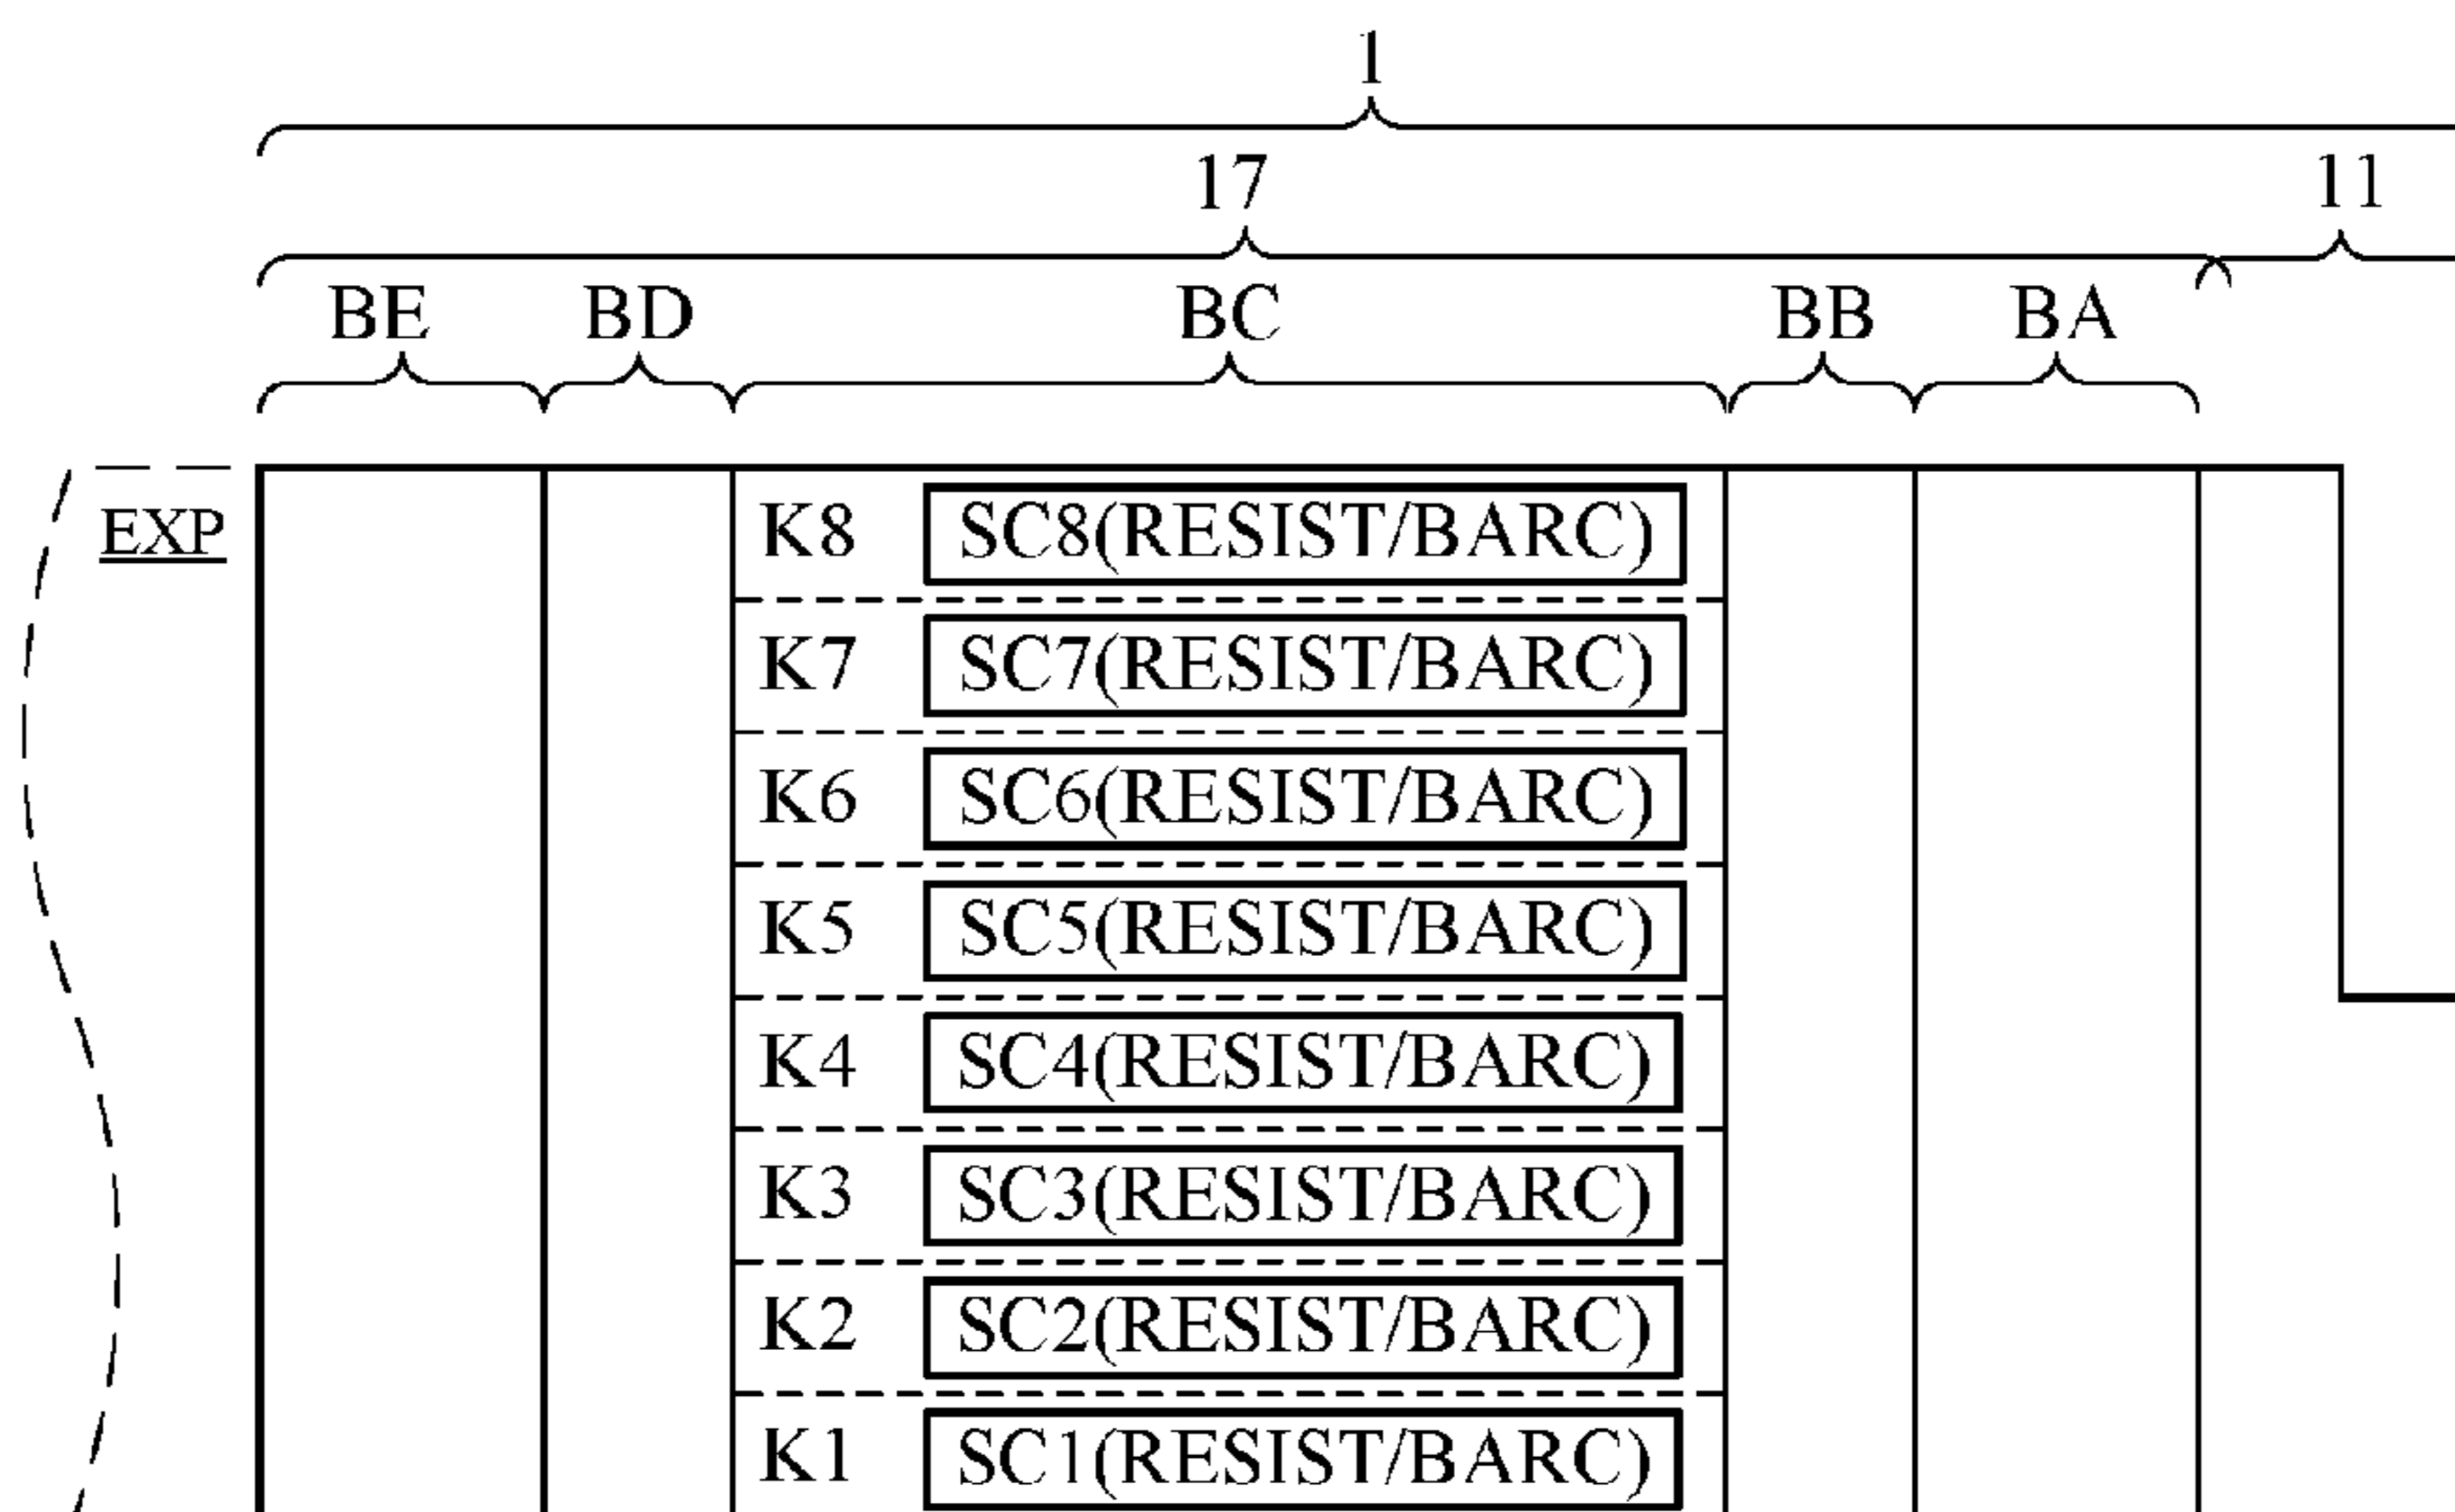 1
17 11
BE BD BC BB BA
EXP
K8 SC8(RESIST/BARC)
K7 SC7(RESIST/BARC)
K6 SC6(RESIST/BARC)
K5 SC5(RESIST/BARC)
K4 SC4(RESIST/BARC)
K3 SC3(RESIST/BARC)
K2 SC2(RESIST/BARC)
K1 SC1(RESIST/BARC)